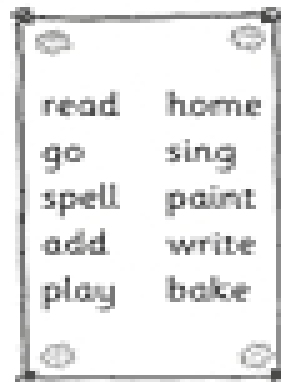 read home
go sing
spell paint
add write
play bake